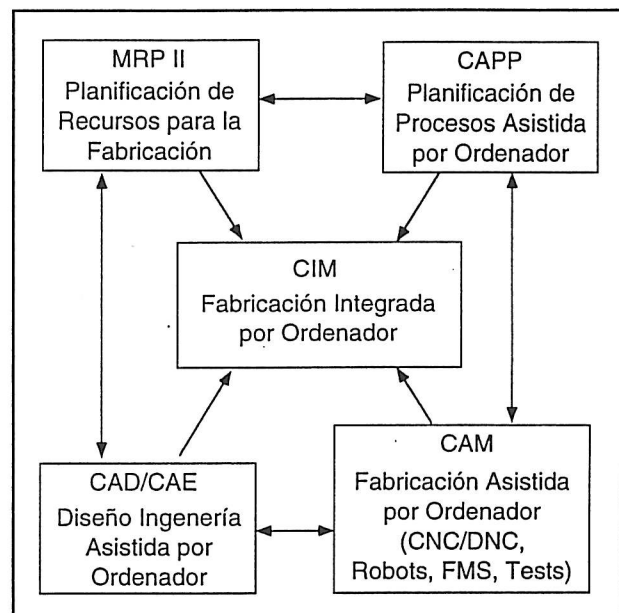 MRP II
Planificación de
Recursos para la
Fabricación
CAPP
Planificación de
Procesos Asistida
por Ordenador
CIM
Fabricación Integrada
por Ordenador
CAD/CAE
Diseño Ingenería
Asistida por
Ordenador
CAM
Fabricación Asistida
por Ordenador
(CNC/DNC,
Robots, FMS, Tests)